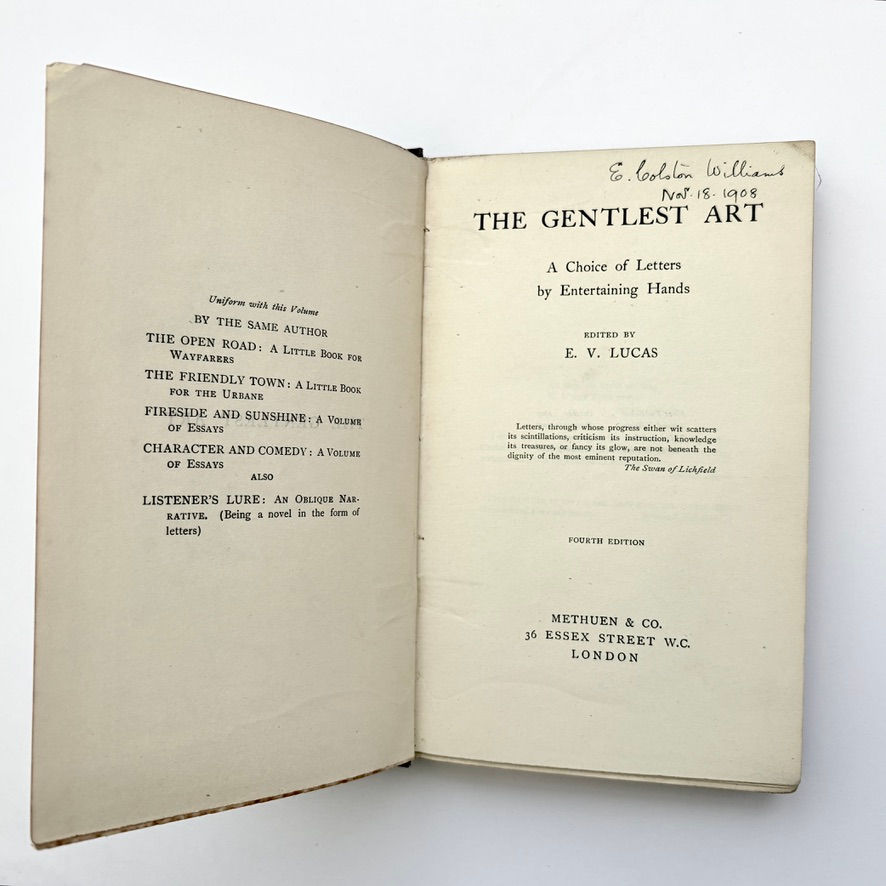 Uniform with this Volume
BY THE SAME AUTHOR
THE OPEN ROAD: A LITTLE BOOK FOR
WAYFARERS
THE FRIENDLY TOWN: A LITTLE BOOK
FOR THE URBANE
FIRESIDE AND SUNSHINE: A VOLUME
OF ESSAYS
CHARACTER AND COMEDY: A VOLUME
OF ESSAYS
ALSO
LISTENER'S LURE: AN OBLIQUE NAR-
RATIVE. (Being a novel in the form of
letters)
E. Colston Williams
Nov. 18. 1908
THE GENTLEST ART
A Choice of Letters
by Entertaining Hands
EDITED BY
E. V. LUCAS
Letters, through whose progress either wit scatters
its scintillations, criticism its instruction, knowledge
its treasures, or fancy its glow, are not beneath the
dignity of the most eminent reputation.
The Swan of Lichfield
FOURTH EDITION
METHUEN & CO.
36 ESSEX STREET W.C.
LONDON